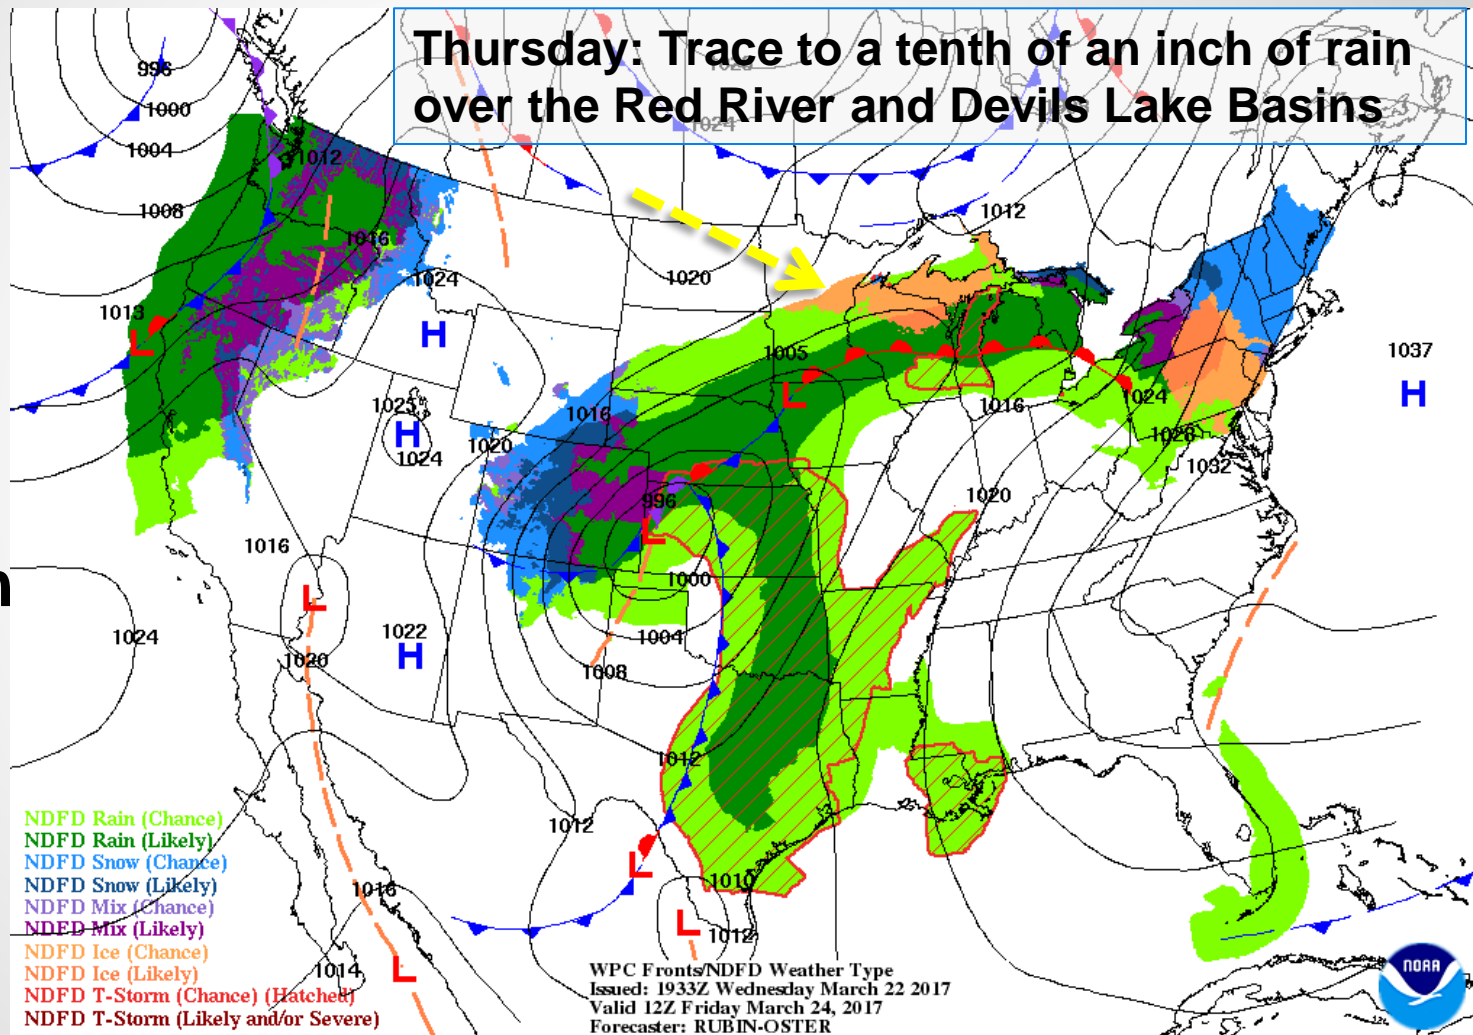 Thursday: Trace to a tenth of an inch of rain
over the Red River and Devils Lake Basins
996
1000
1004
1008
1012
1016
1024
1013
H
1020
1012
1024
1028
L
1005
L
1037
H
1025
H
1024
1016
1020
1016
1024
1028
1032
996
L
1020
1016
L
1000
1024
1022
H
1004
1020
1008
1012
1012
L
1010
1016
L
1012
1014
L
n
NDFD Rain (Chance)
NDFD Rain (Likely)
NDFD Snow (Chance)
NDFD Snow (Likely)
NDFD Mix (Chance)
NDFD Mix (Likely)
NDFD Ice (Chance)
NDFD Ice (Likely)
NDFD T-Storm (Chance) (Hatched)
NDFD T-Storm (Likely and/or Severe)
WPC Fronts/NDFD Weather Type
Issued: 1933Z Wednesday March 22 2017
Valid 12Z Friday March 24, 2017
Forecaster: RUBIN-OSTER
NOAA